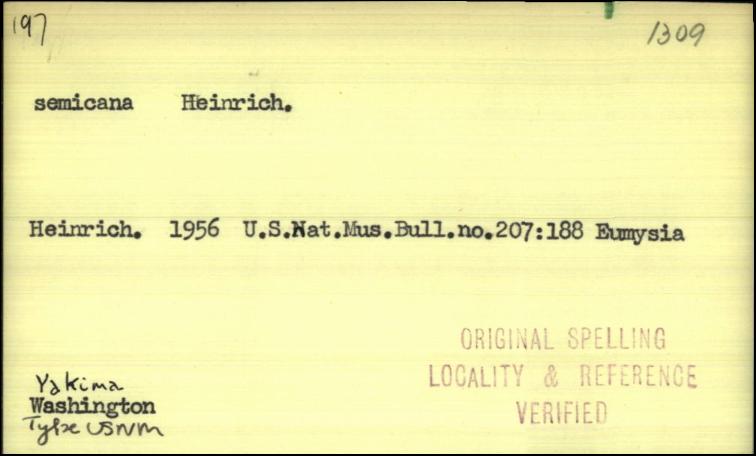 197
1309
semicana Heinrich.
Heinrich. 1956 U.S.Nat.Mus.Bull.no.207:188 Eumysia
ORIGINAL SPELLING
LOCALITY & REFERENCE
VERIFIED
Yakima
Washington
Type USNM